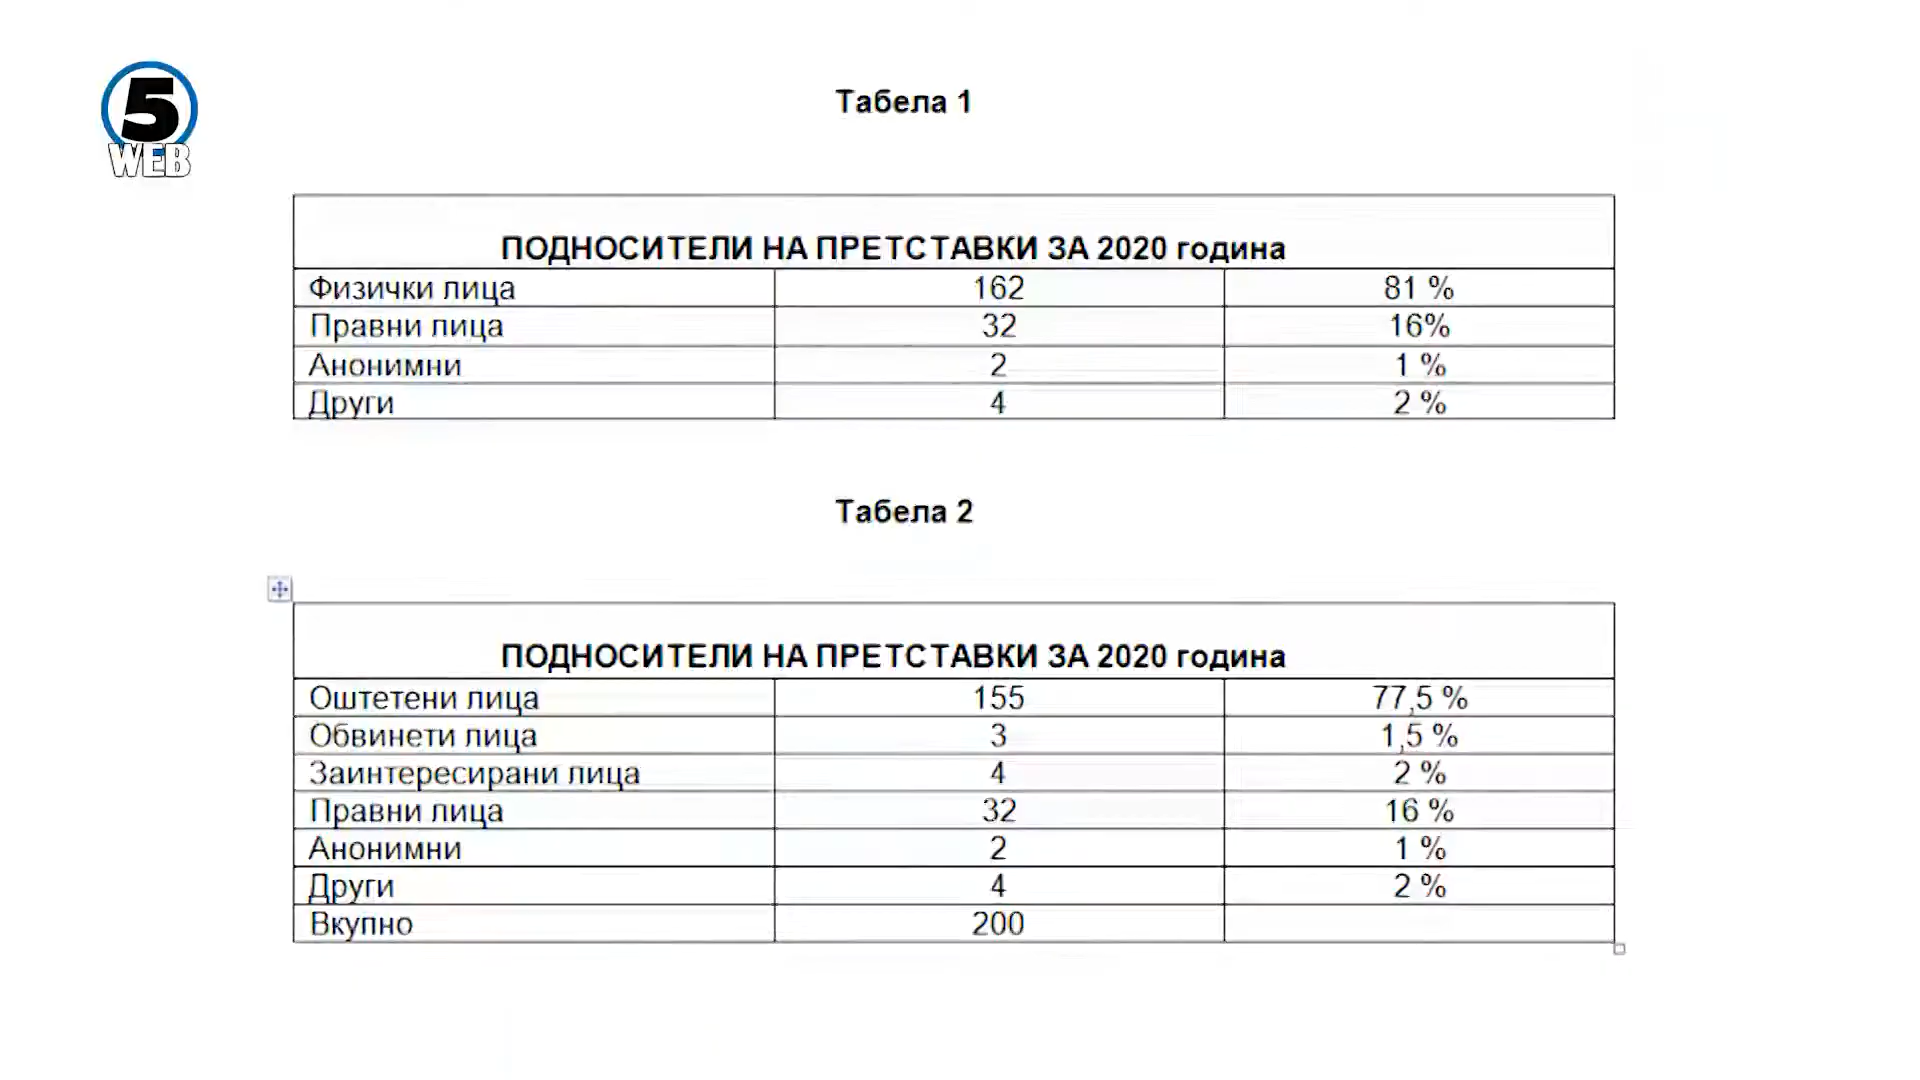 5
WEB
Табела 1
ПОДНОСИТЕЛИ НА ПРЕТСТАВКИ ЗА 2020 година
Физички лица 162 81 %
Правни лица 32 16%
Анонимни 2 1 %
Други 4 2 %
Табела 2
ПОДНОСИТЕЛИ НА ПРЕТСТАВКИ ЗА 2020 година
Оштетени лица 155 77,5 %
Обвинети лица 3 1,5 %
Заинтересирани лица 4 2 %
Правни лица 32 16 %
Анонимни 2 1 %
Други 4 2 %
Вкупно 200